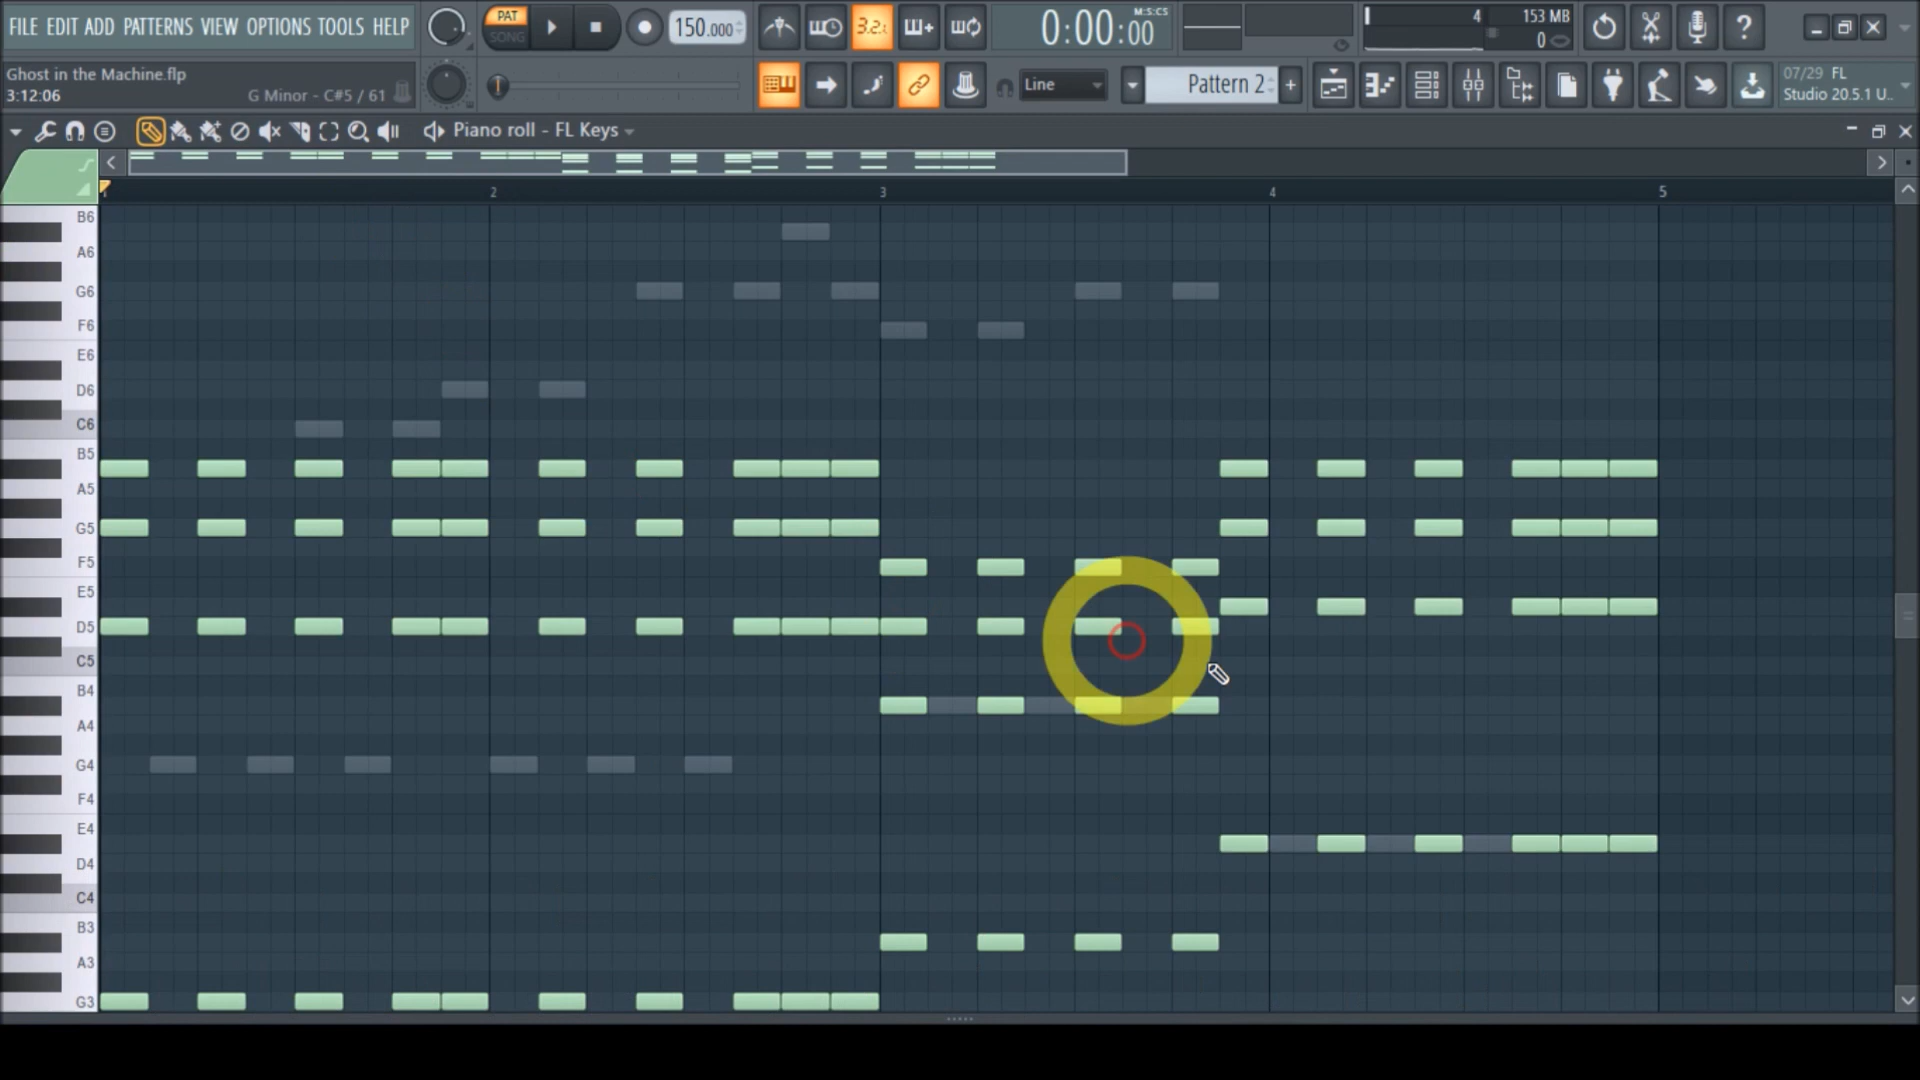 FILE EDIT ADD PATTERNS VIEW OPTIONS TOOLS HELP
PAT
SONG
150.000
3.2.
0:00:00
M:S:CS
4
153 MB
0
?
Ghost in the Machine.flp
3:12:06
G Minor - C#5 / 61
Line
Pattern 2
+
07/29 FL
Studio 20.5.1 U..
Piano roll - FL Keys
2
3
4
5
B6
A6
G6
F6
E6
D6
C6
B5
A5
G5
F5
E5
D5
C5
B4
A4
G4
F4
E4
D4
C4
B3
A3
G3